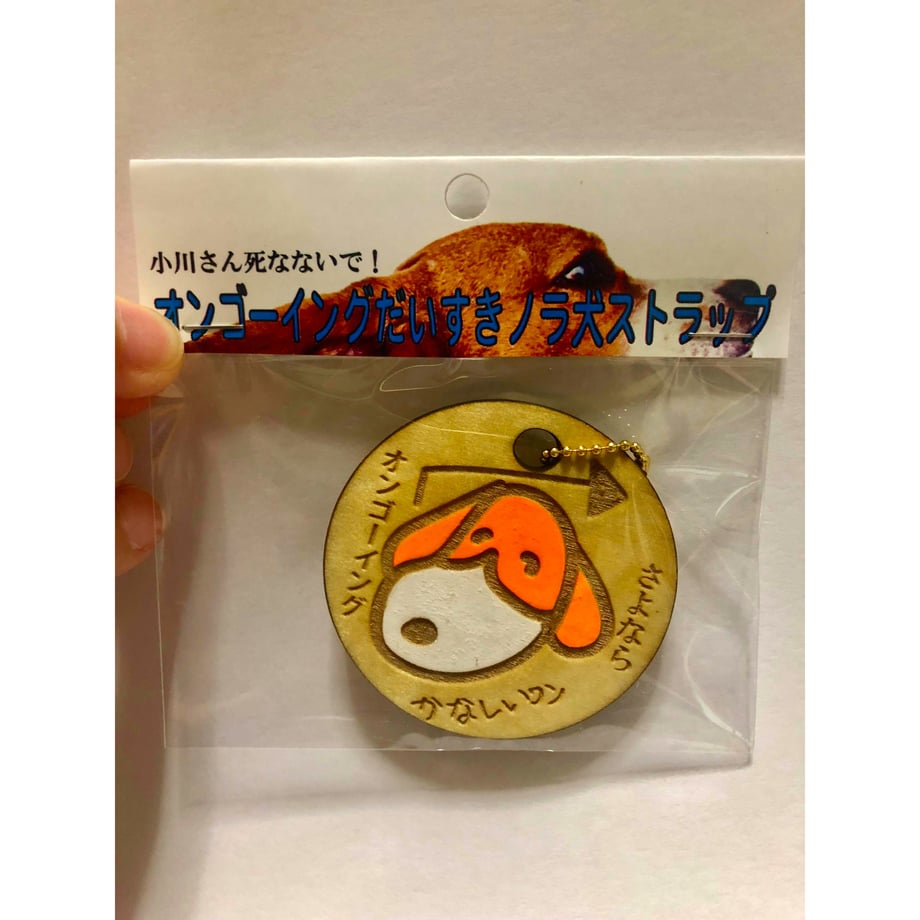 小川さん死なないで！
オンゴーイングだいすきノラ犬ストラップ
オンゴーイング
さよなら
かなしいワン